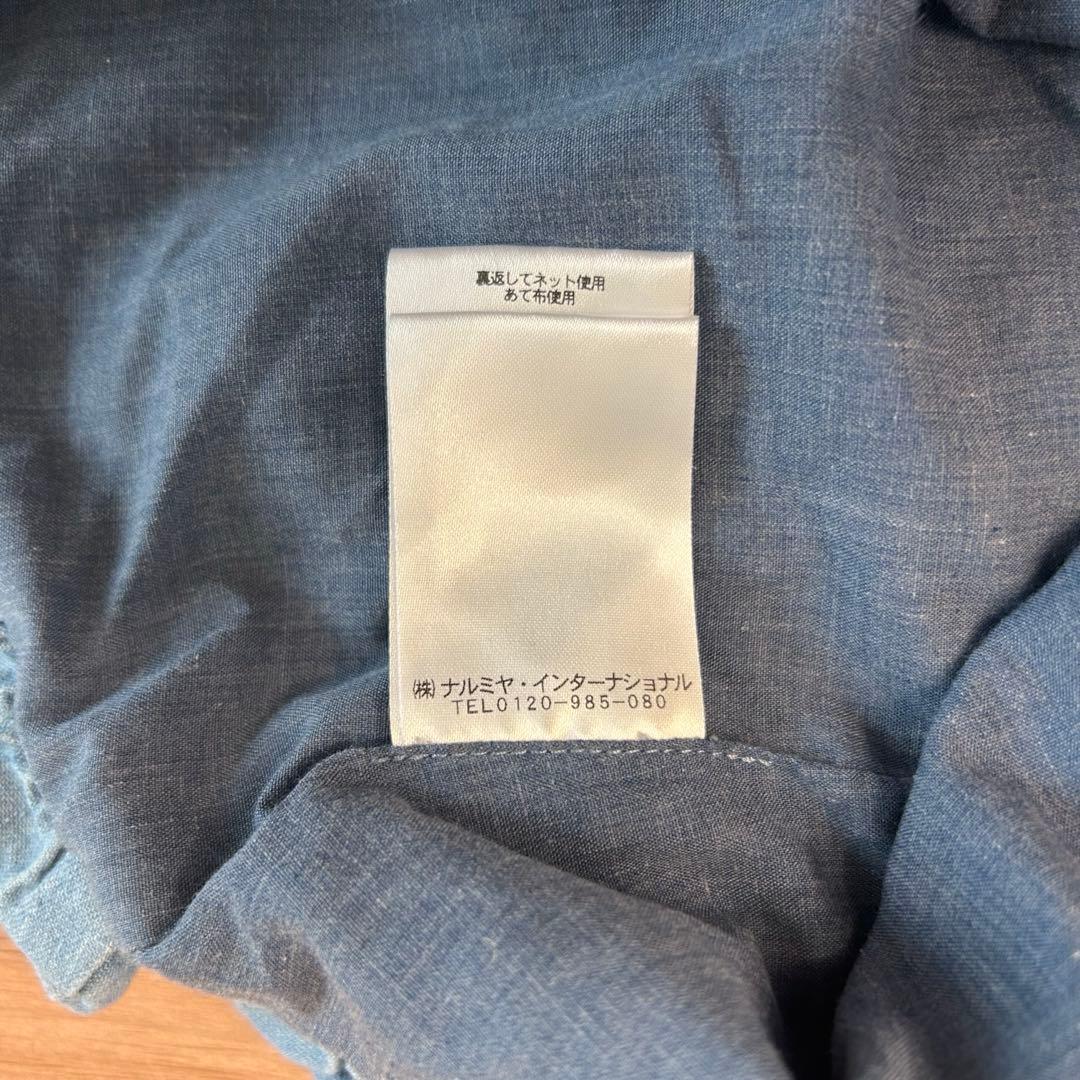 裏返してネット使用
あて布使用
(株)ナルミヤ・インターナショナル
TEL0120-985-080